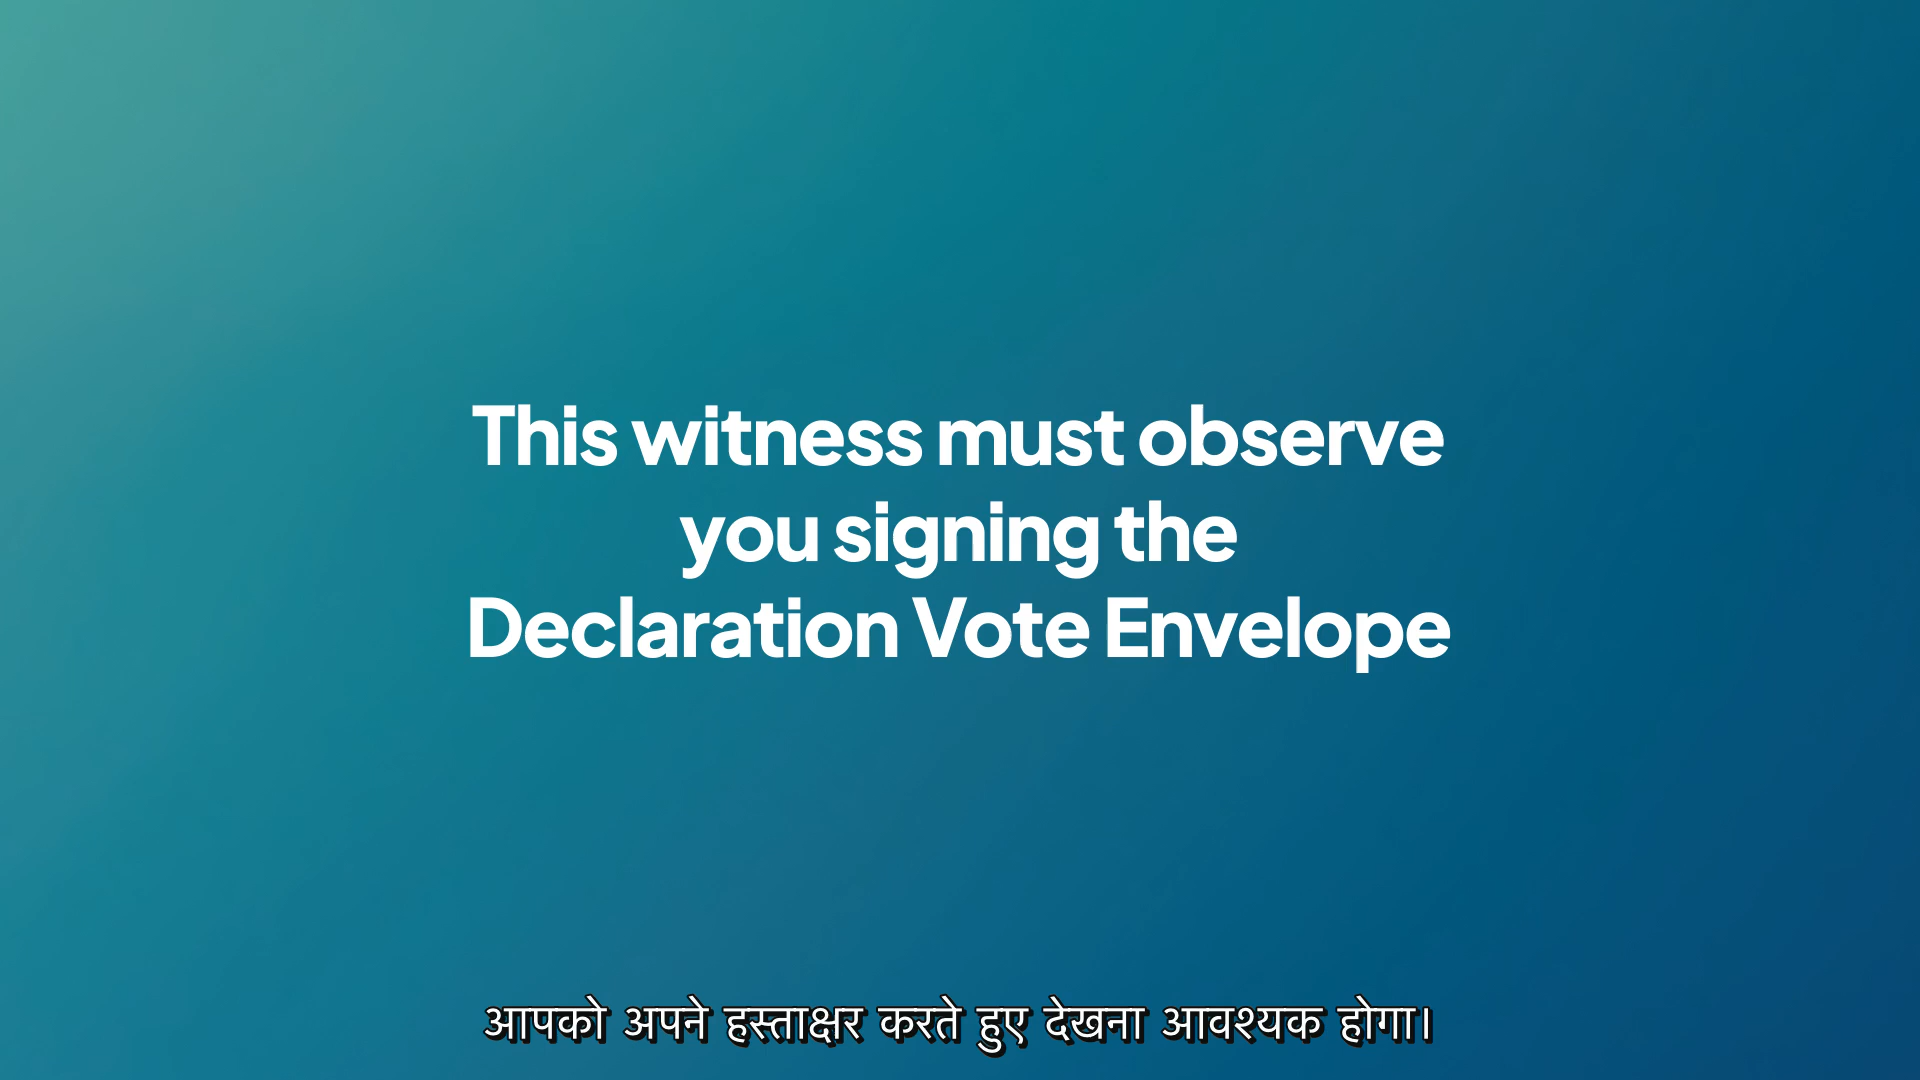 This witness must observe
you signing the
Declaration Vote Envelope
आपको अपने हस्ताक्षर करते हुए देखना आवश्यक होगा।